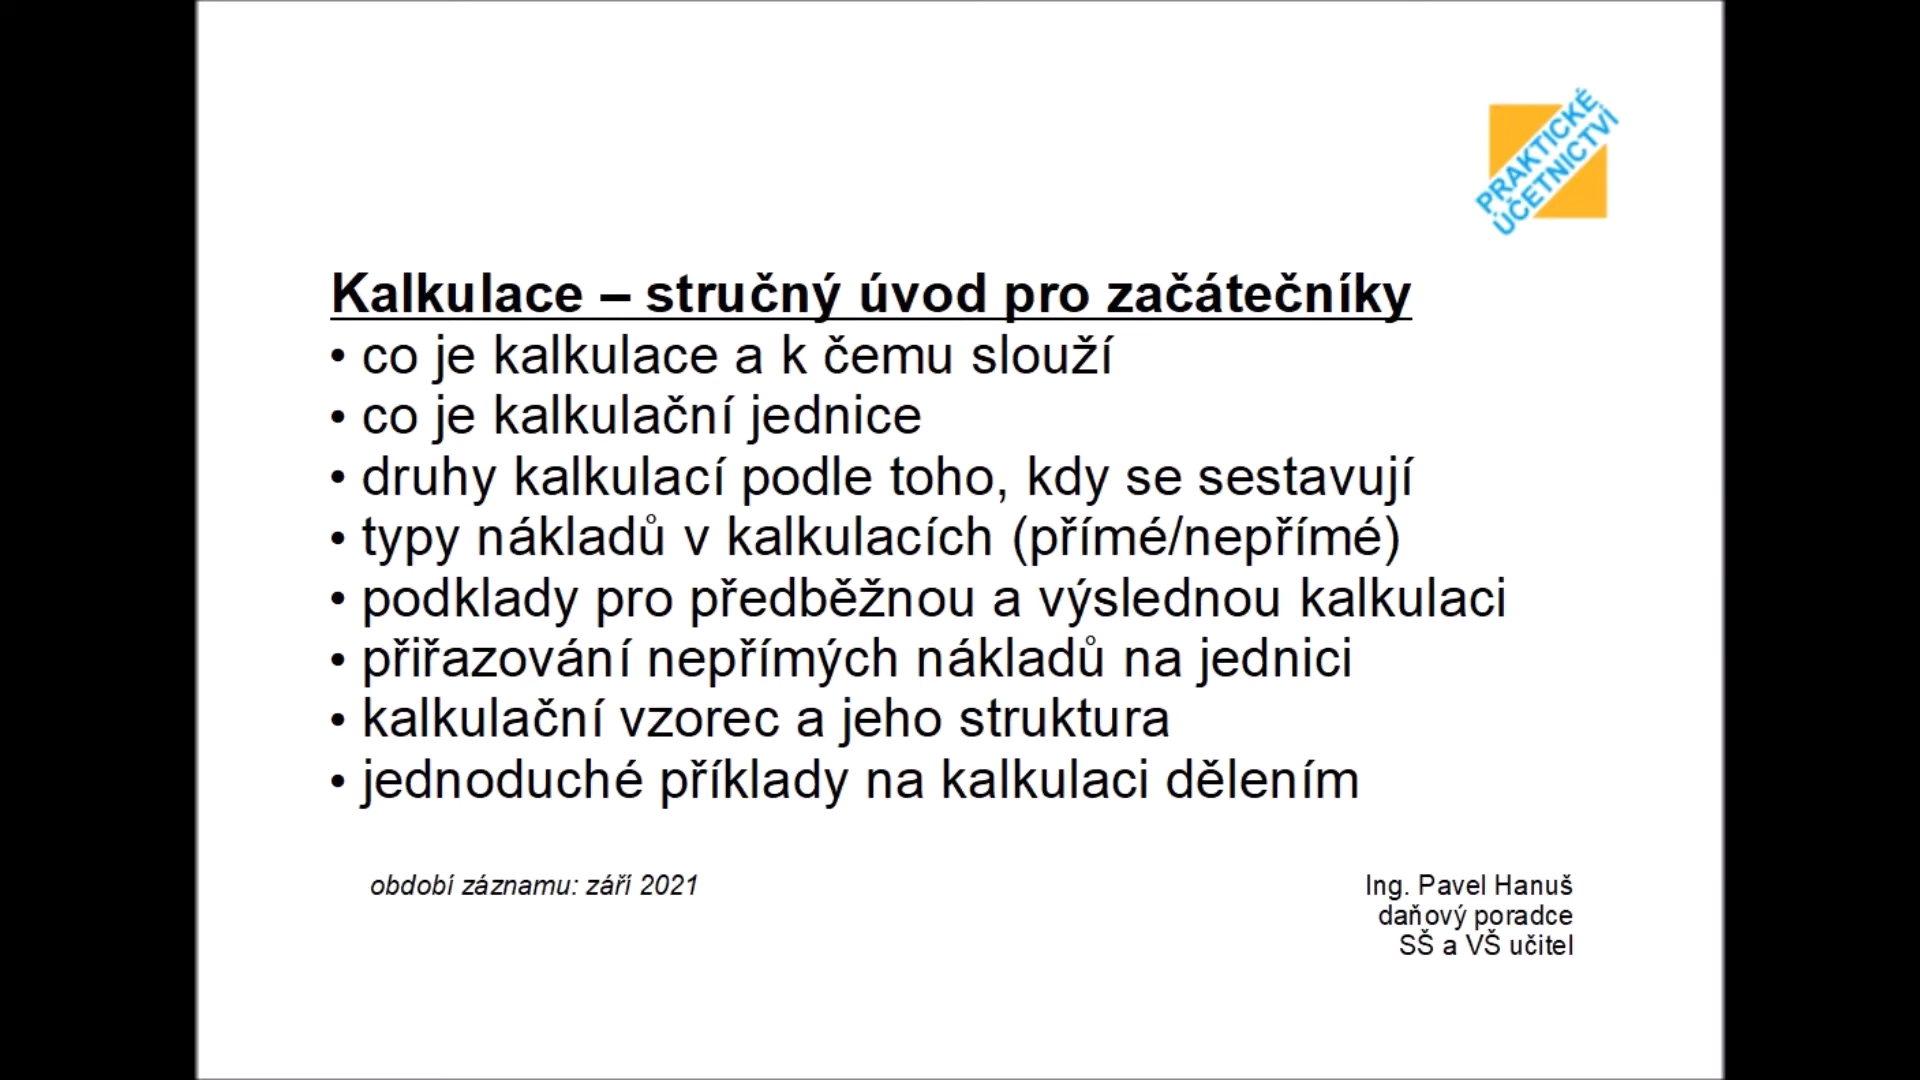 PRAKTICKÉ
ÚČETNICTVÍ
Kalkulace – stručný úvod pro začátečníky
• co je kalkulace a k čemu slouží
• co je kalkulační jednice
• druhy kalkulací podle toho, kdy se sestavují
• typy nákladů v kalkulacích (přímé/nepřímé)
• podklady pro předběžnou a výslednou kalkulaci
• přiřazování nepřímých nákladů na jednici
• kalkulační vzorec a jeho struktura
• jednoduché příklady na kalkulaci dělením
období záznamu: září 2021
Ing. Pavel Hanuš
daňový poradce
SŠ a VŠ učitel